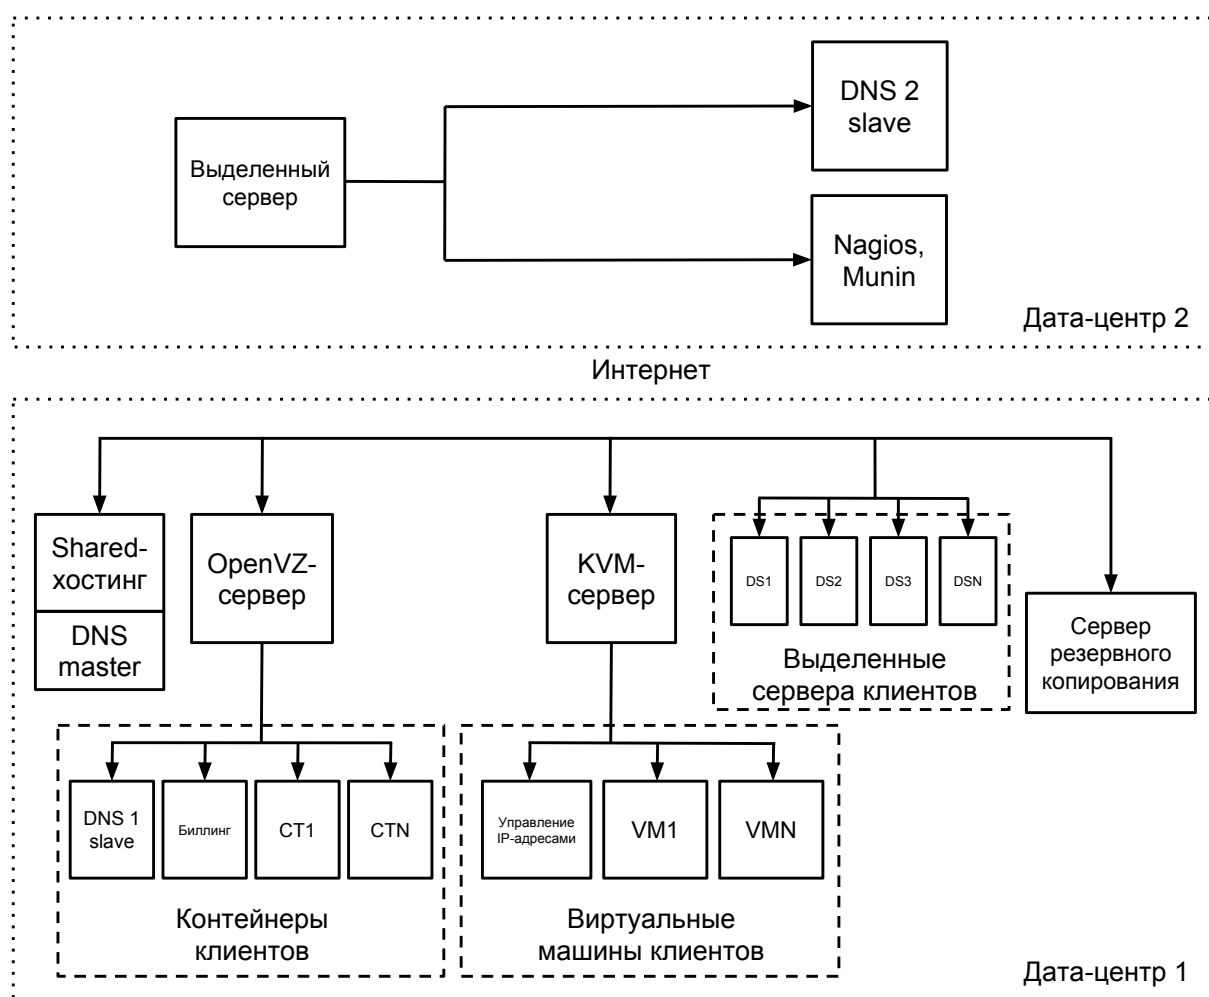 DNS 2
slave
Выделенный
сервер
Nagios,
Munin
Дата-центр 2
Интернет
Shared-
хостинг
DNS
master
OpenVZ-
сервер
KVM-
сервер
DS1
DS2
DS3
DSN
Выделенные
сервера клиентов
Сервер
резервного
копирования
DNS 1
slave
Биллинг
CT1
CTN
Контейнеры
клиентов
Управление
IP-адресами
VM1
VMN
Виртуальные
машины клиентов
Дата-центр 1